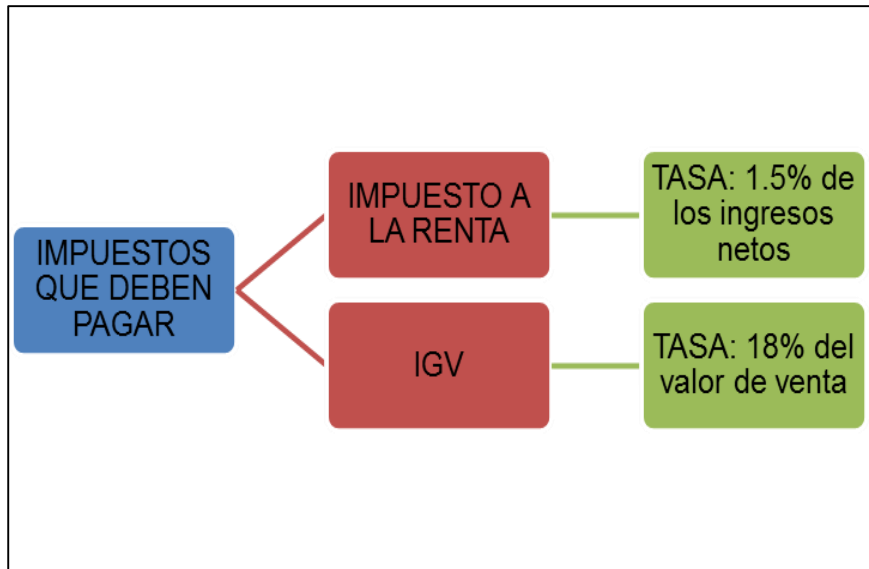 IMPUESTOS
QUE DEBEN
PAGAR
IMPUESTO A
LA RENTA
TASA: 1.5% de
los ingresos
netos
IGV
TASA: 18% del
valor de venta